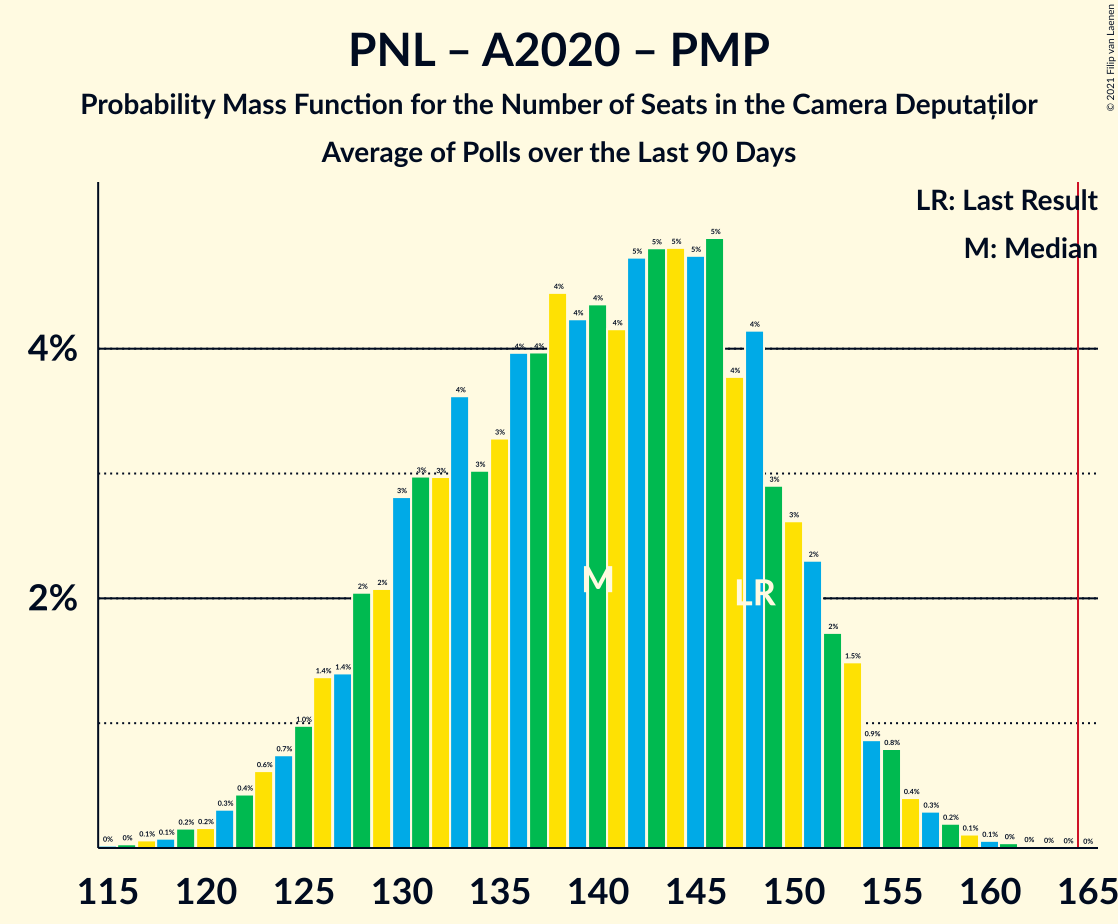 PNL – A2020 – PMP
Probability Mass Function for the Number of Seats in the Camera Deputaților
Average of Polls over the Last 90 Days
© 2021 Filip van Laenen
LR: Last Result
M: Median
4%
2%
0% 0% 0.1% 0.1% 0.2% 0.2% 0.3% 0.4% 0.6% 0.7% 1.0% 1.4% 1.4% 2% 2% 3% 3% 3% 4% 3% 3% 4% 4% 4% 4% 4% 4% 5% 5% 5% 5% 5% 4% 4% 3% 3% 2% 2% 1.5% 0.9% 0.8% 0.4% 0.3% 0.2% 0.1% 0.1% 0% 0% 0% 0% 0%
M
LR
115 120 125 130 135 140 145 150 155 160 165